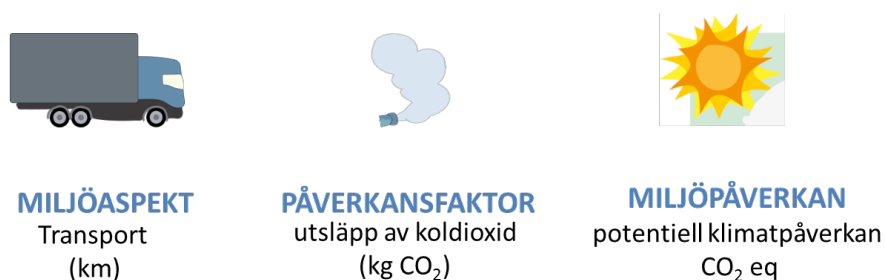 MILJÖASPEKT
Transport
(km)
PÅVERKANSFAKTOR
utsläpp av koldioxid
(kg CO₂)
MILJÖPÅVERKAN
potentiell klimatpåverkan
CO₂ eq